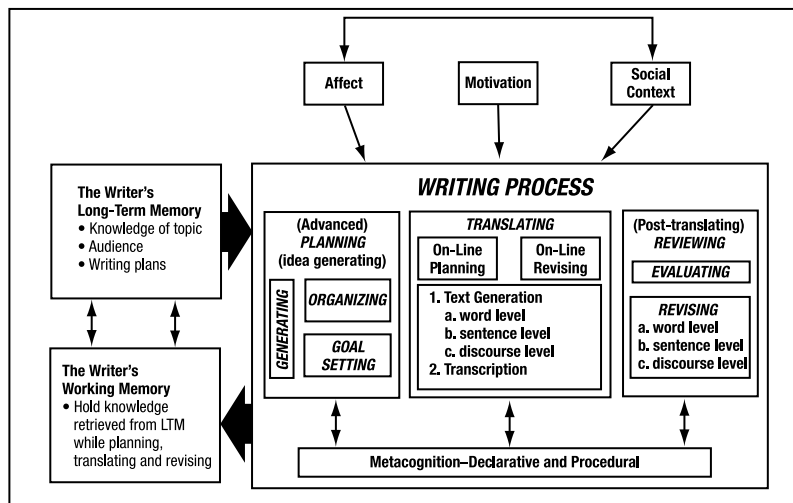 Affect
Motivation
Social
Context
The Writer's
Long-Term Memory
• Knowledge of topic
• Audience
• Writing plans
The Writer's
Working Memory
• Hold knowledge
retrieved from LTM
while planning,
translating and revising
WRITING PROCESS
(Advanced)
PLANNING
(idea generating)
GENERATING
ORGANIZING
GOAL
SETTING
TRANSLATING
On-Line
Planning
On-Line
Revising
1. Text Generation
a. word level
b. sentence level
c. discourse level
2. Transcription
(Post-translating)
REVIEWING
EVALUATING
REVISING
a. word level
b. sentence level
c. discourse level
Metacognition–Declarative and Procedural